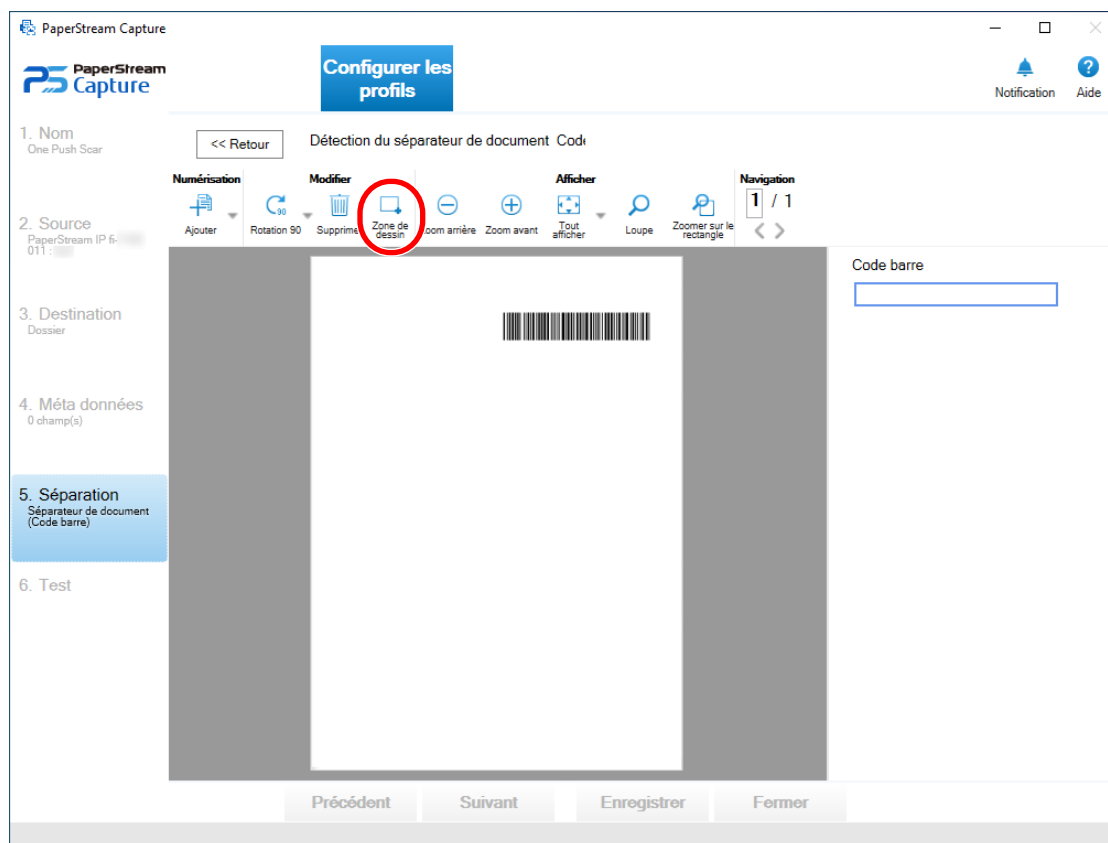 PaperStream Capture
PaperStream
Capture
Configurer les
profils
Notification
Aide
1. Nom
One Push Scar
2. Source
PaperStream IP fi-
011 :
3. Destination
Dossier
4. Méta données
0 champ(s)
5. Séparation
Séparateur de document
(Code barre)
6. Test
<< Retour
Détection du séparateur de document Code
Numérisation
Modifier
Afficher
Navigation
Ajouter
Rotation 90
Supprime
Zone de
dessin
oom arrière
Zoom avant
Tout
afficher
Loupe
Zoomer sur le
rectangle
1 / 1
Code barre
Précédent
Suivant
Enregistrer
Fermer